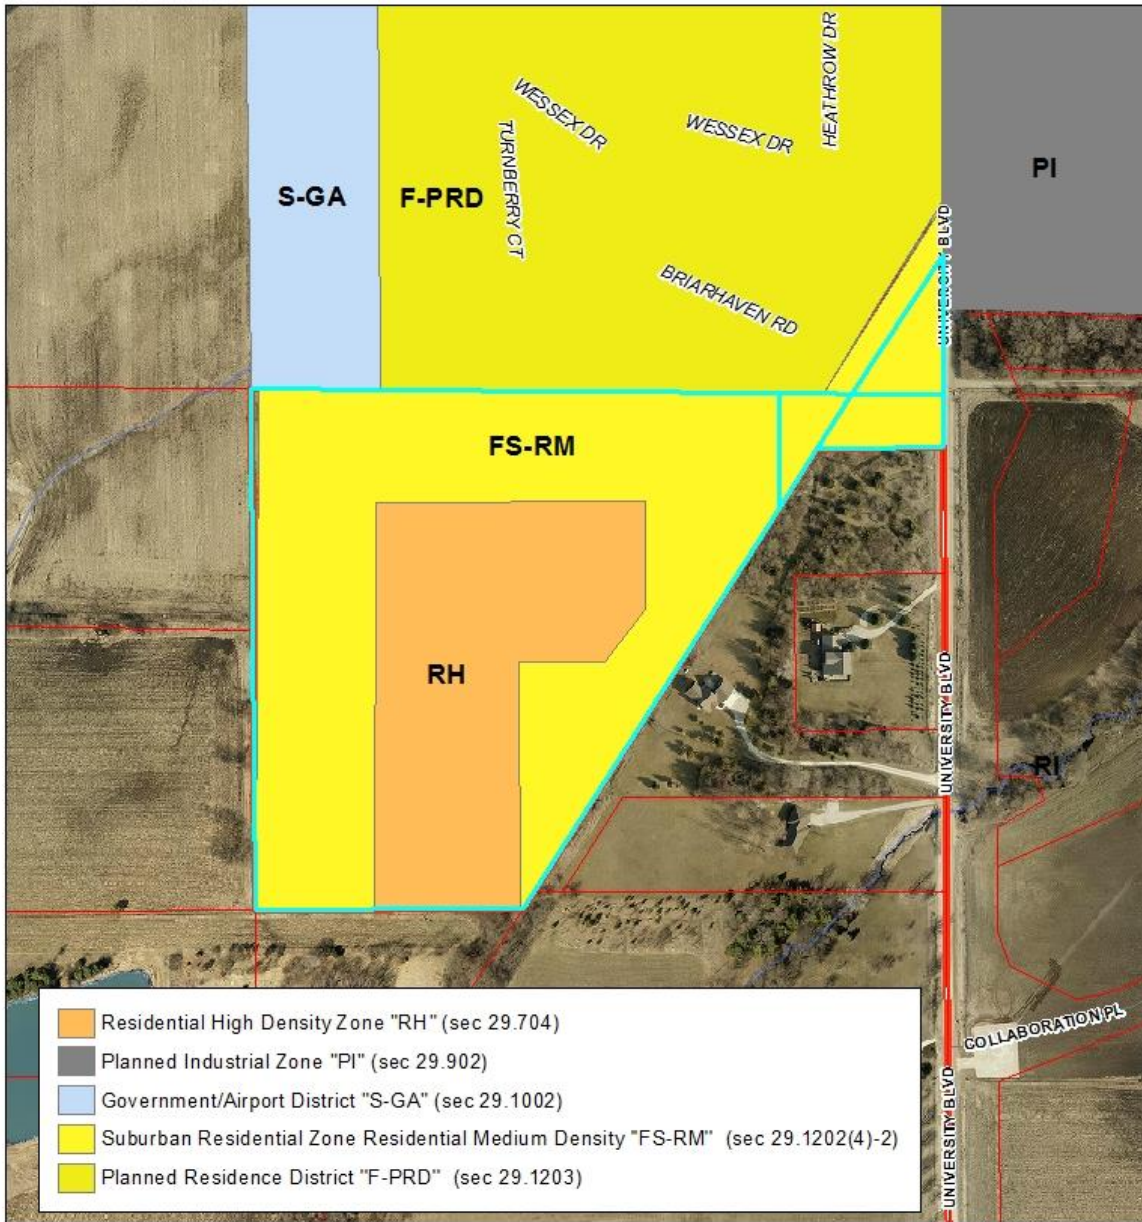 HEATHROW DR
WESSEX DR
WESSEX DR
TURNBERRY CT
PI
S-GA
F-PRD
UNIVERSITY BLVD
BRIARHAVEN RD
FS-RM
RH
UNIVERSITY BLVD
RI
COLLABORATION PL
UNIVERSITY BLVD
Residential High Density Zone "RH" (sec 29.704)
Planned Industrial Zone "PI" (sec 29.902)
Government/Airport District "S-GA" (sec 29.1002)
Suburban Residential Zone Residential Medium Density "FS-RM" (sec 29.1202(4)-2)
Planned Residence District "F-PRD" (sec 29.1203)